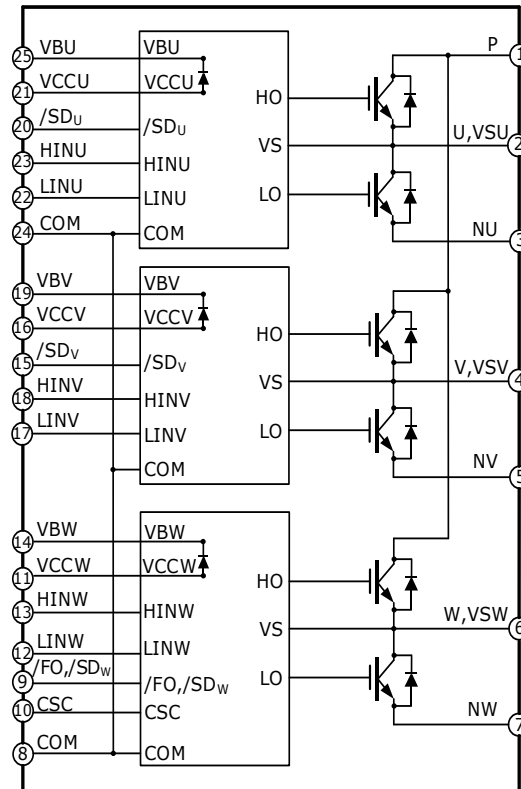 VBU VBU P
25 1
VCCU VCCU
21
HO
/SDU /SDU
20
U,VSU
VS 2
HINU HINU
23
LINU LINU LO
22
COM COM NU
24 3
VBV VBV
19
VCCV VCCV
16 HO
/SDV /SDV
15
VS V,VSV
4
HINV HINV
18
LINV LINV LO
17
COM NV
5
VBW VBW
14
VCCW VCCW
11 HO
HINW HINW
13
W,VSW
VS 6
LINW LINW
12
/FO,/SDW /FO,/SDW LO
9
CSC CSC
10 NW
7
COM COM
8